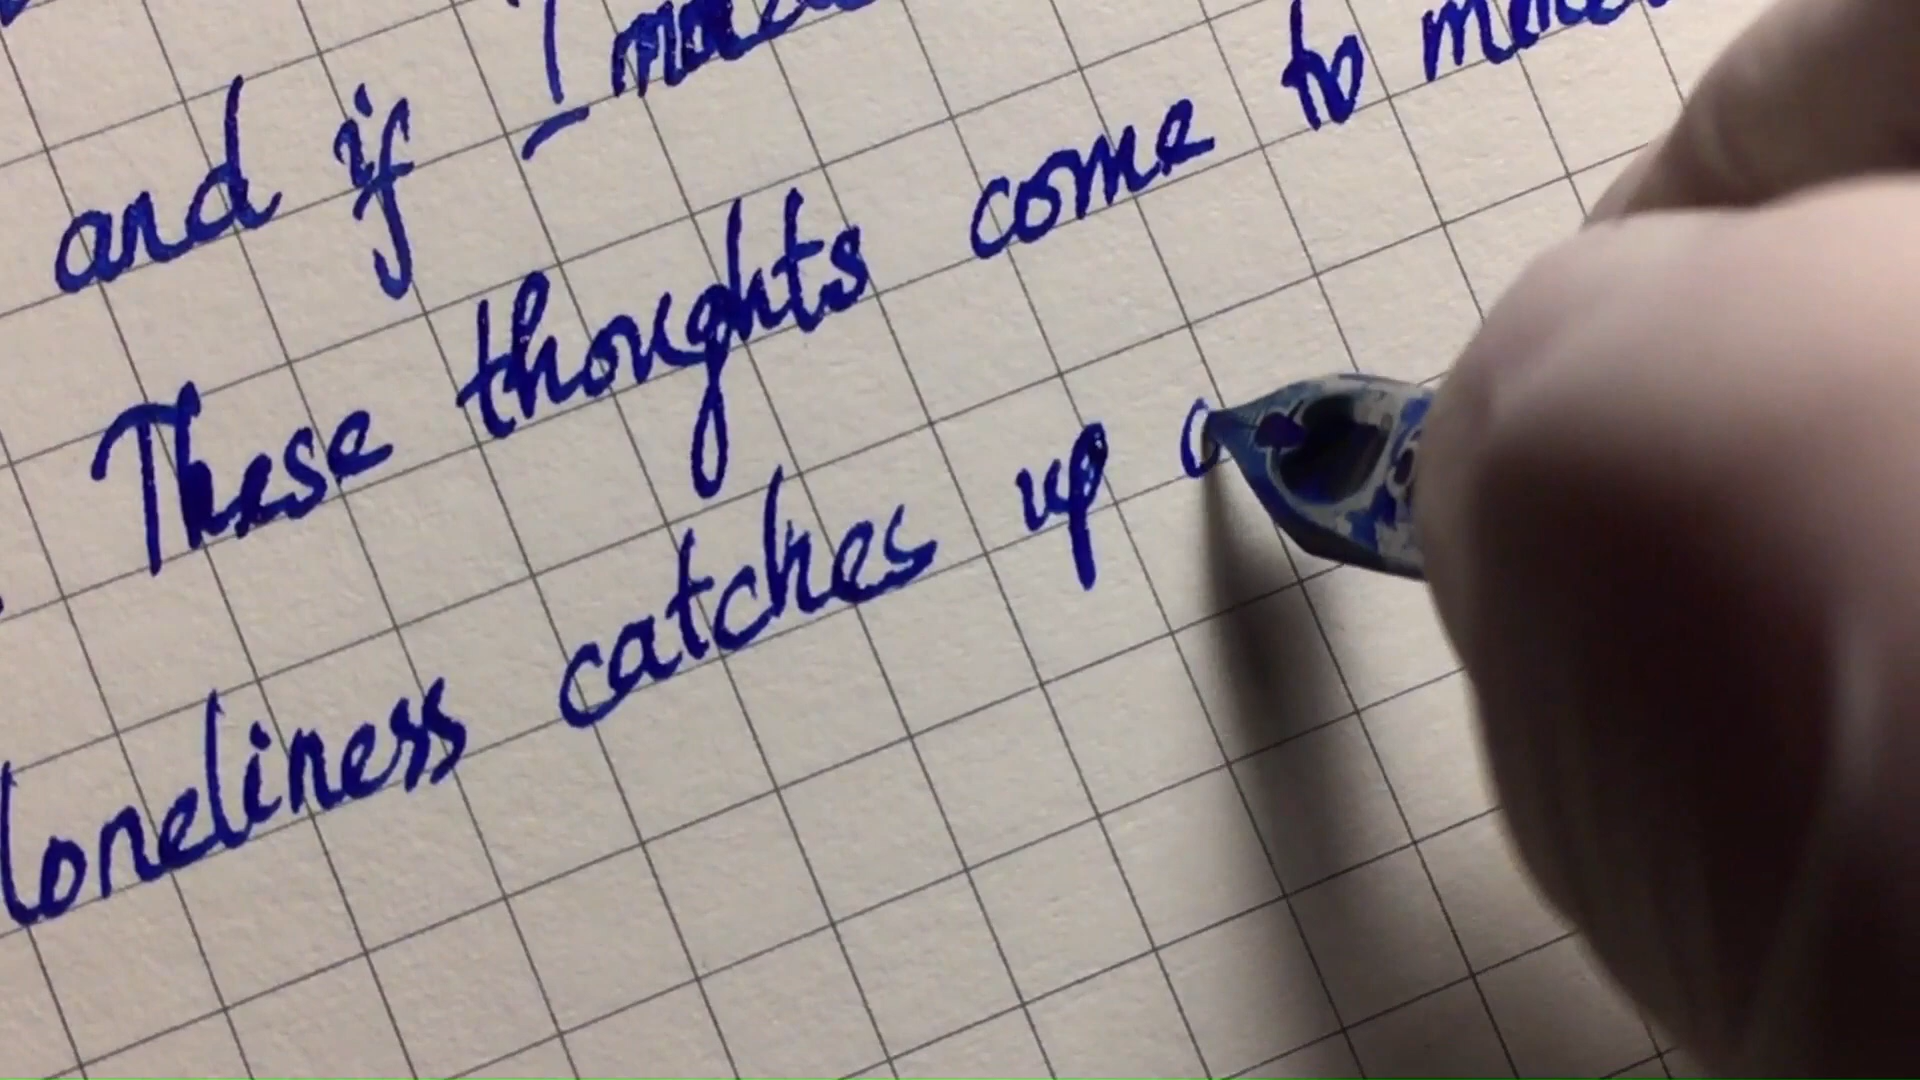 and if I
These thoughts come to
loneliness catches up